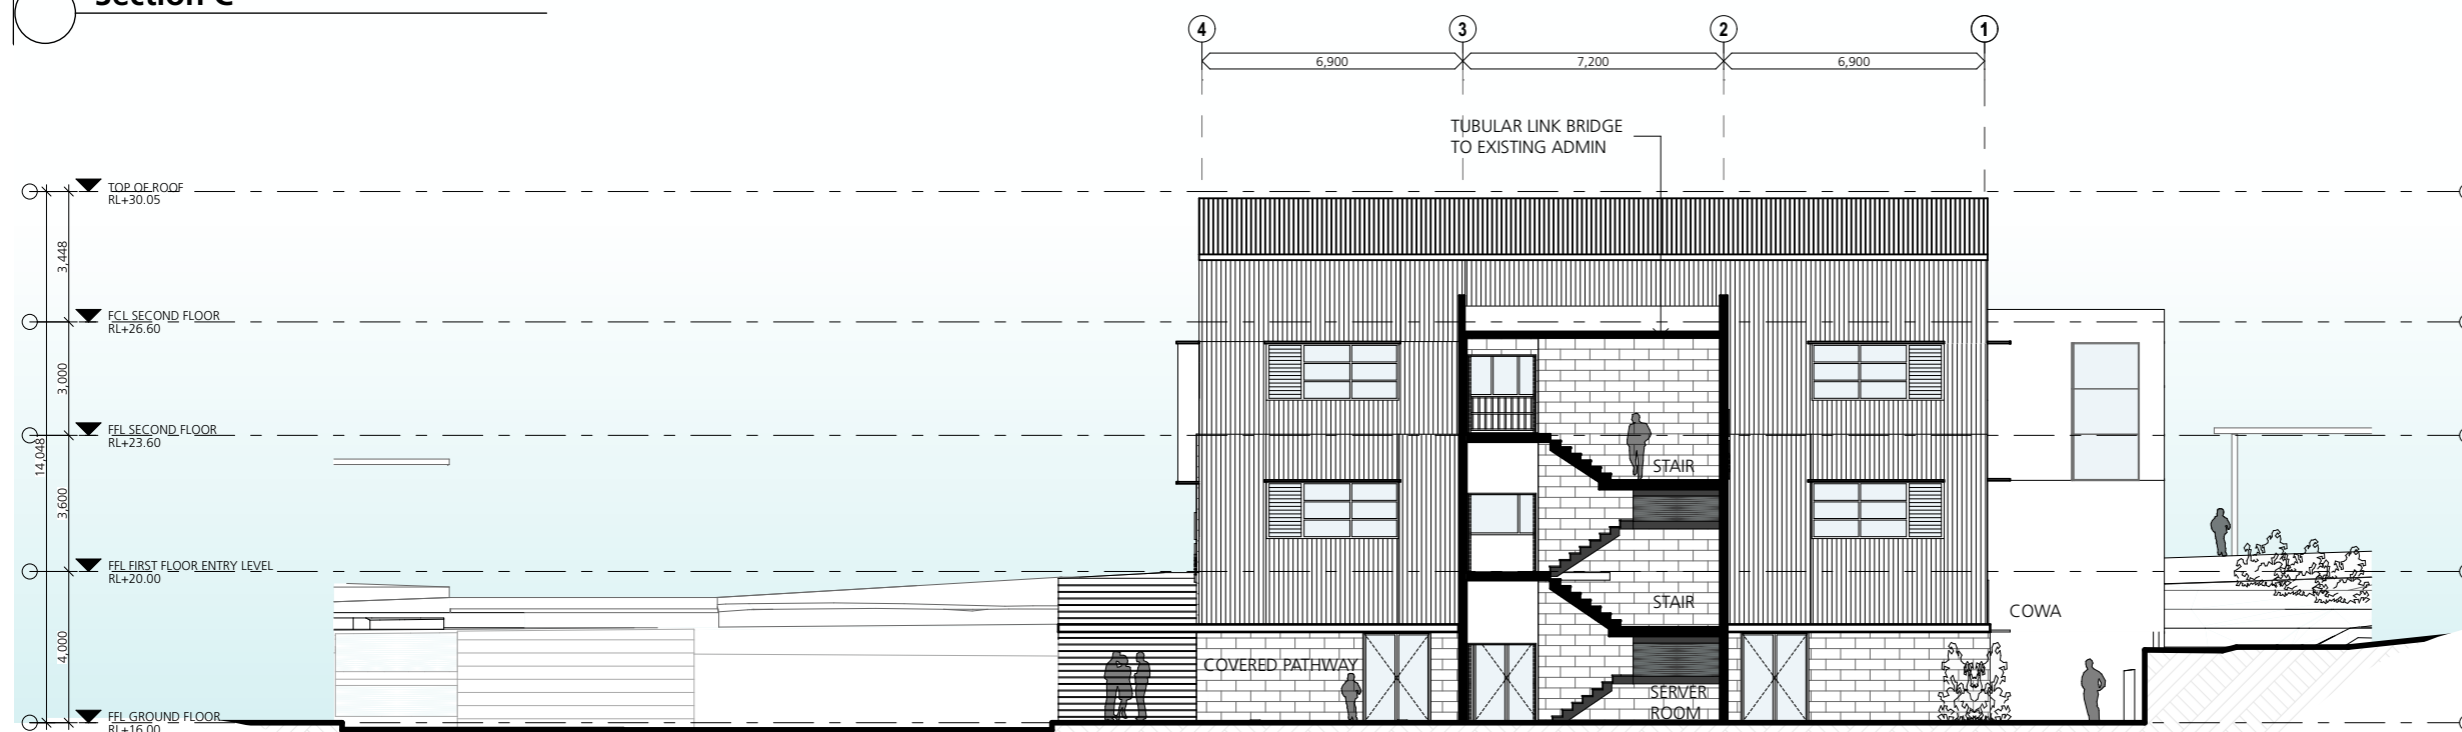 Section C
4 3 2 1
6,900 7,200 6,900
TUBULAR LINK BRIDGE
TO EXISTING ADMIN
TOP OF ROOF
RL+30.05
3,448
FCL SECOND FLOOR
RL+26.60
3,000
FFL SECOND FLOOR
RL+23.60
14,048
STAIR
3,600
FFL FIRST FLOOR ENTRY LEVEL
RL+20.00
STAIR
COWA
4,000
COVERED PATHWAY
SERVER
ROOM
FFL GROUND FLOOR
RL+16.00